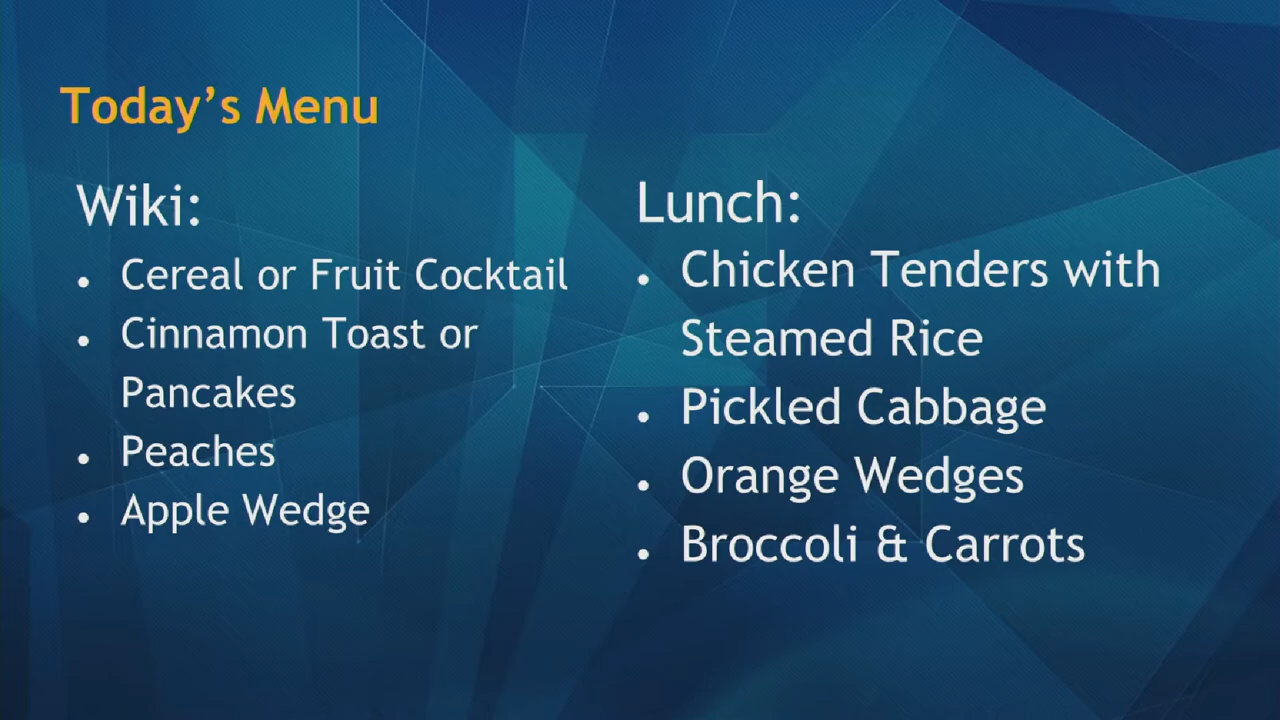 Today’s Menu
Wiki:
• Cereal or Fruit Cocktail
• Cinnamon Toast or
Pancakes
• Peaches
• Apple Wedge
Lunch:
• Chicken Tenders with
Steamed Rice
• Pickled Cabbage
• Orange Wedges
• Broccoli & Carrots